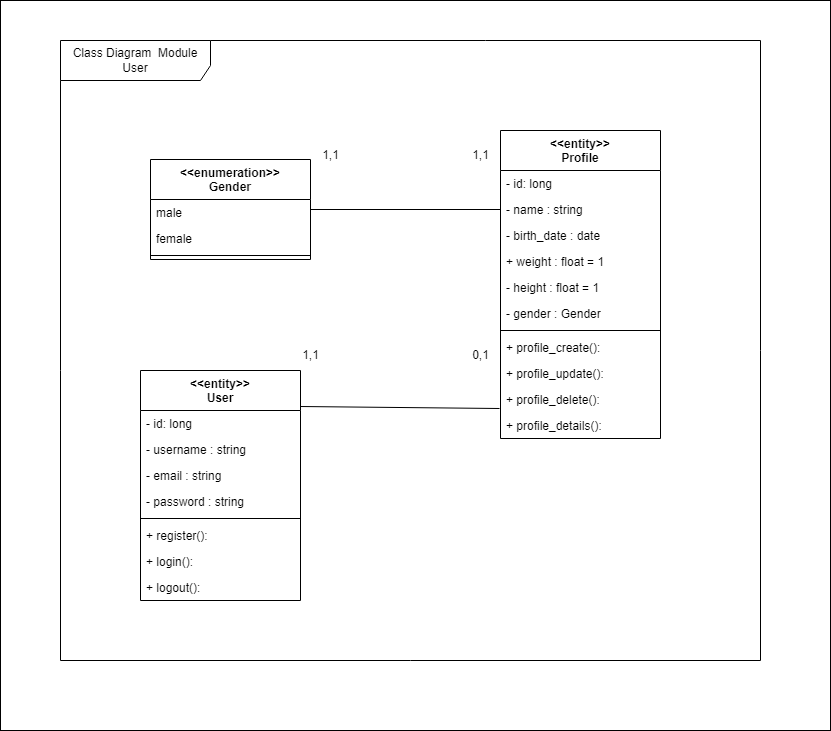 Class Diagram  Module
User
1,1
1,1
<<enumeration>>
Gender
male
female
<<entity>>
Profile
- id: long
- name : string
- birth_date : date
+ weight : float = 1
- height : float = 1
- gender : Gender
+ profile_create():
+ profile_update():
+ profile_delete():
+ profile_details():
1,1
0,1
<<entity>>
User
- id: long
- username : string
- email : string
- password : string
+ register():
+ login():
+ logout():